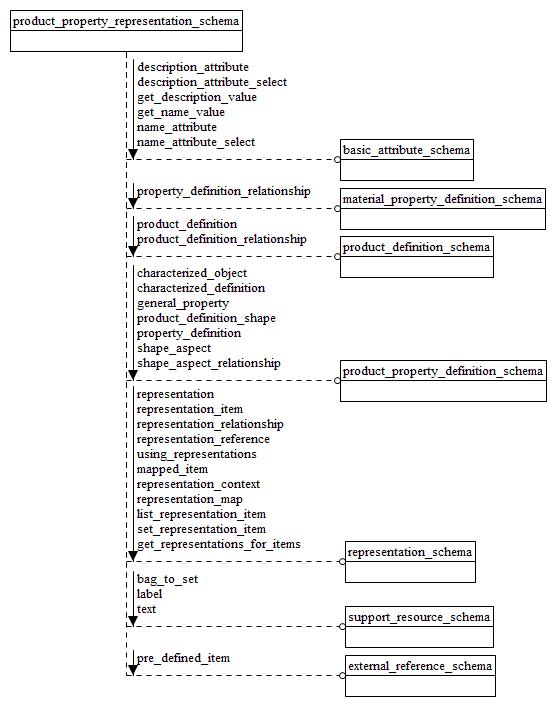 product_property_representation_schema
description_attribute
description_attribute_select
get_description_value
get_name_value
name_attribute
name_attribute_select
basic_attribute_schema
property_definition_relationship
material_property_definition_schema
product_definition
product_definition_relationship
product_definition_schema
characterized_object
characterized_definition
general_property
product_definition_shape
property_definition
shape_aspect
shape_aspect_relationship
product_property_definition_schema
representation
representation_item
representation_relationship
representation_reference
using_representations
mapped_item
representation_context
representation_map
list_representation_item
set_representation_item
get_representations_for_items
representation_schema
bag_to_set
label
text
support_resource_schema
pre_defined_item
external_reference_schema